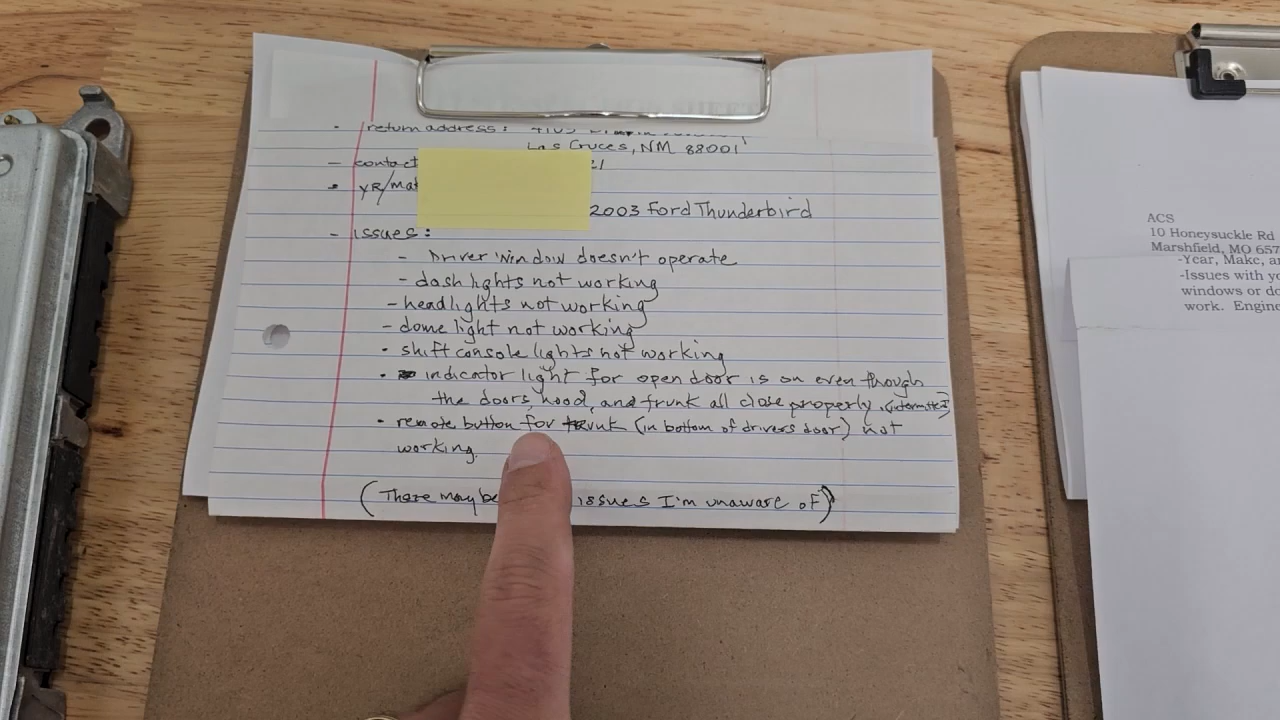 return address:
Las Cruces, NM 88001
- contact
• YR/ma
2003 Ford Thunderbird
- issues:
- Driver window doesn't operate
- dash lights not working
- headlights not working
- dome light not working
• shift console lights not working
• indicator light for open door is on even though
the doors, hood, and trunk all close properly.
• remote button for trunk (in bottom of drivers door) not
working.
(There may be issues I'm unaware of)
ACS
10 Honeysuckle Rd
Marshfield, MO 657
-Year, Make, an
-Issues with yo
windows or do
work. Engine